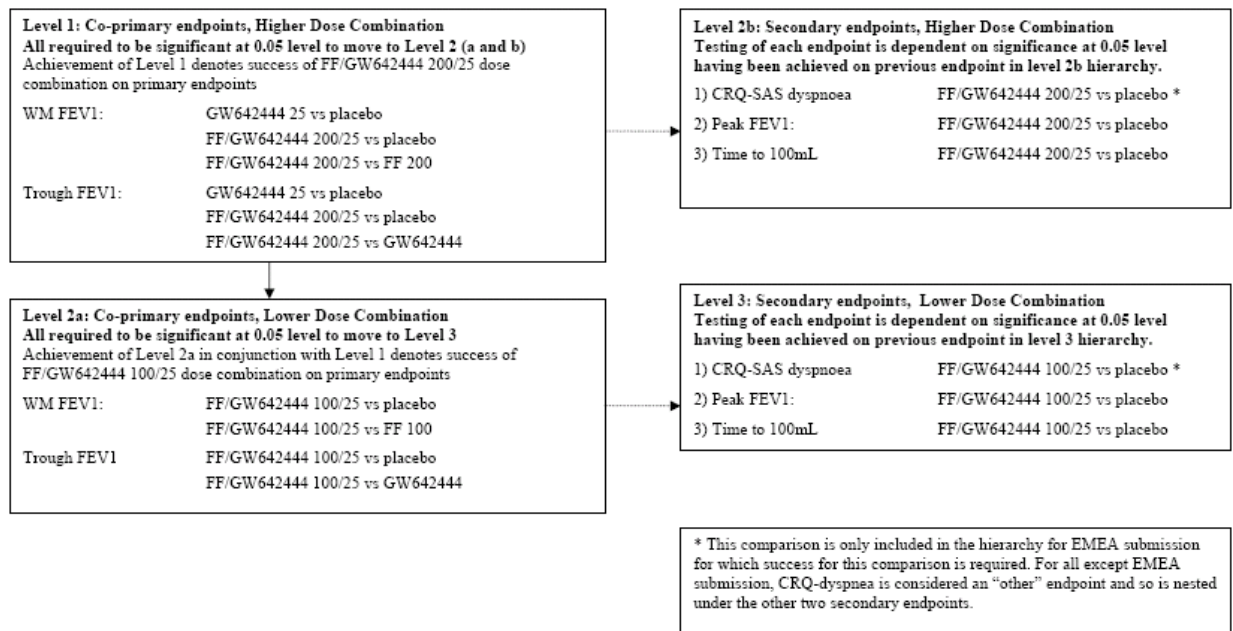 Level 1: Co-primary endpoints, Higher Dose Combination
All required to be significant at 0.05 level to move to Level 2 (a and b)
Achievement of Level 1 denotes success of FF/GW642444 200/25 dose
combination on primary endpoints
WM FEV1: GW642444 25 vs placebo
FF/GW642444 200/25 vs placebo
FF/GW642444 200/25 vs FF 200
Trough FEV1: GW642444 25 vs placebo
FF/GW642444 200/25 vs placebo
FF/GW642444 200/25 vs GW642444
Level 2b: Secondary endpoints, Higher Dose Combination
Testing of each endpoint is dependent on significance at 0.05 level
having been achieved on previous endpoint in level 2b hierarchy.
1) CRQ-SAS dyspnoea FF/GW642444 200/25 vs placebo *
2) Peak FEV1: FF/GW642444 200/25 vs placebo
3) Time to 100mL FF/GW642444 200/25 vs placebo
Level 2a: Co-primary endpoints, Lower Dose Combination
All required to be significant at 0.05 level to move to Level 3
Achievement of Level 2a in conjunction with Level 1 denotes success of
FF/GW642444 100/25 dose combination on primary endpoints
WM FEV1: FF/GW642444 100/25 vs placebo
FF/GW642444 100/25 vs FF 100
Trough FEV1 FF/GW642444 100/25 vs placebo
FF/GW642444 100/25 vs GW642444
Level 3: Secondary endpoints, Lower Dose Combination
Testing of each endpoint is dependent on significance at 0.05 level
having been achieved on previous endpoint in level 3 hierarchy.
1) CRQ-SAS dyspnoea FF/GW642444 100/25 vs placebo *
2) Peak FEV1: FF/GW642444 100/25 vs placebo
3) Time to 100mL FF/GW642444 100/25 vs placebo
* This comparison is only included in the hierarchy for EMEA submission
for which success for this comparison is required. For all except EMEA
submission, CRQ-dyspnea is considered an “other” endpoint and so is nested
under the other two secondary endpoints.